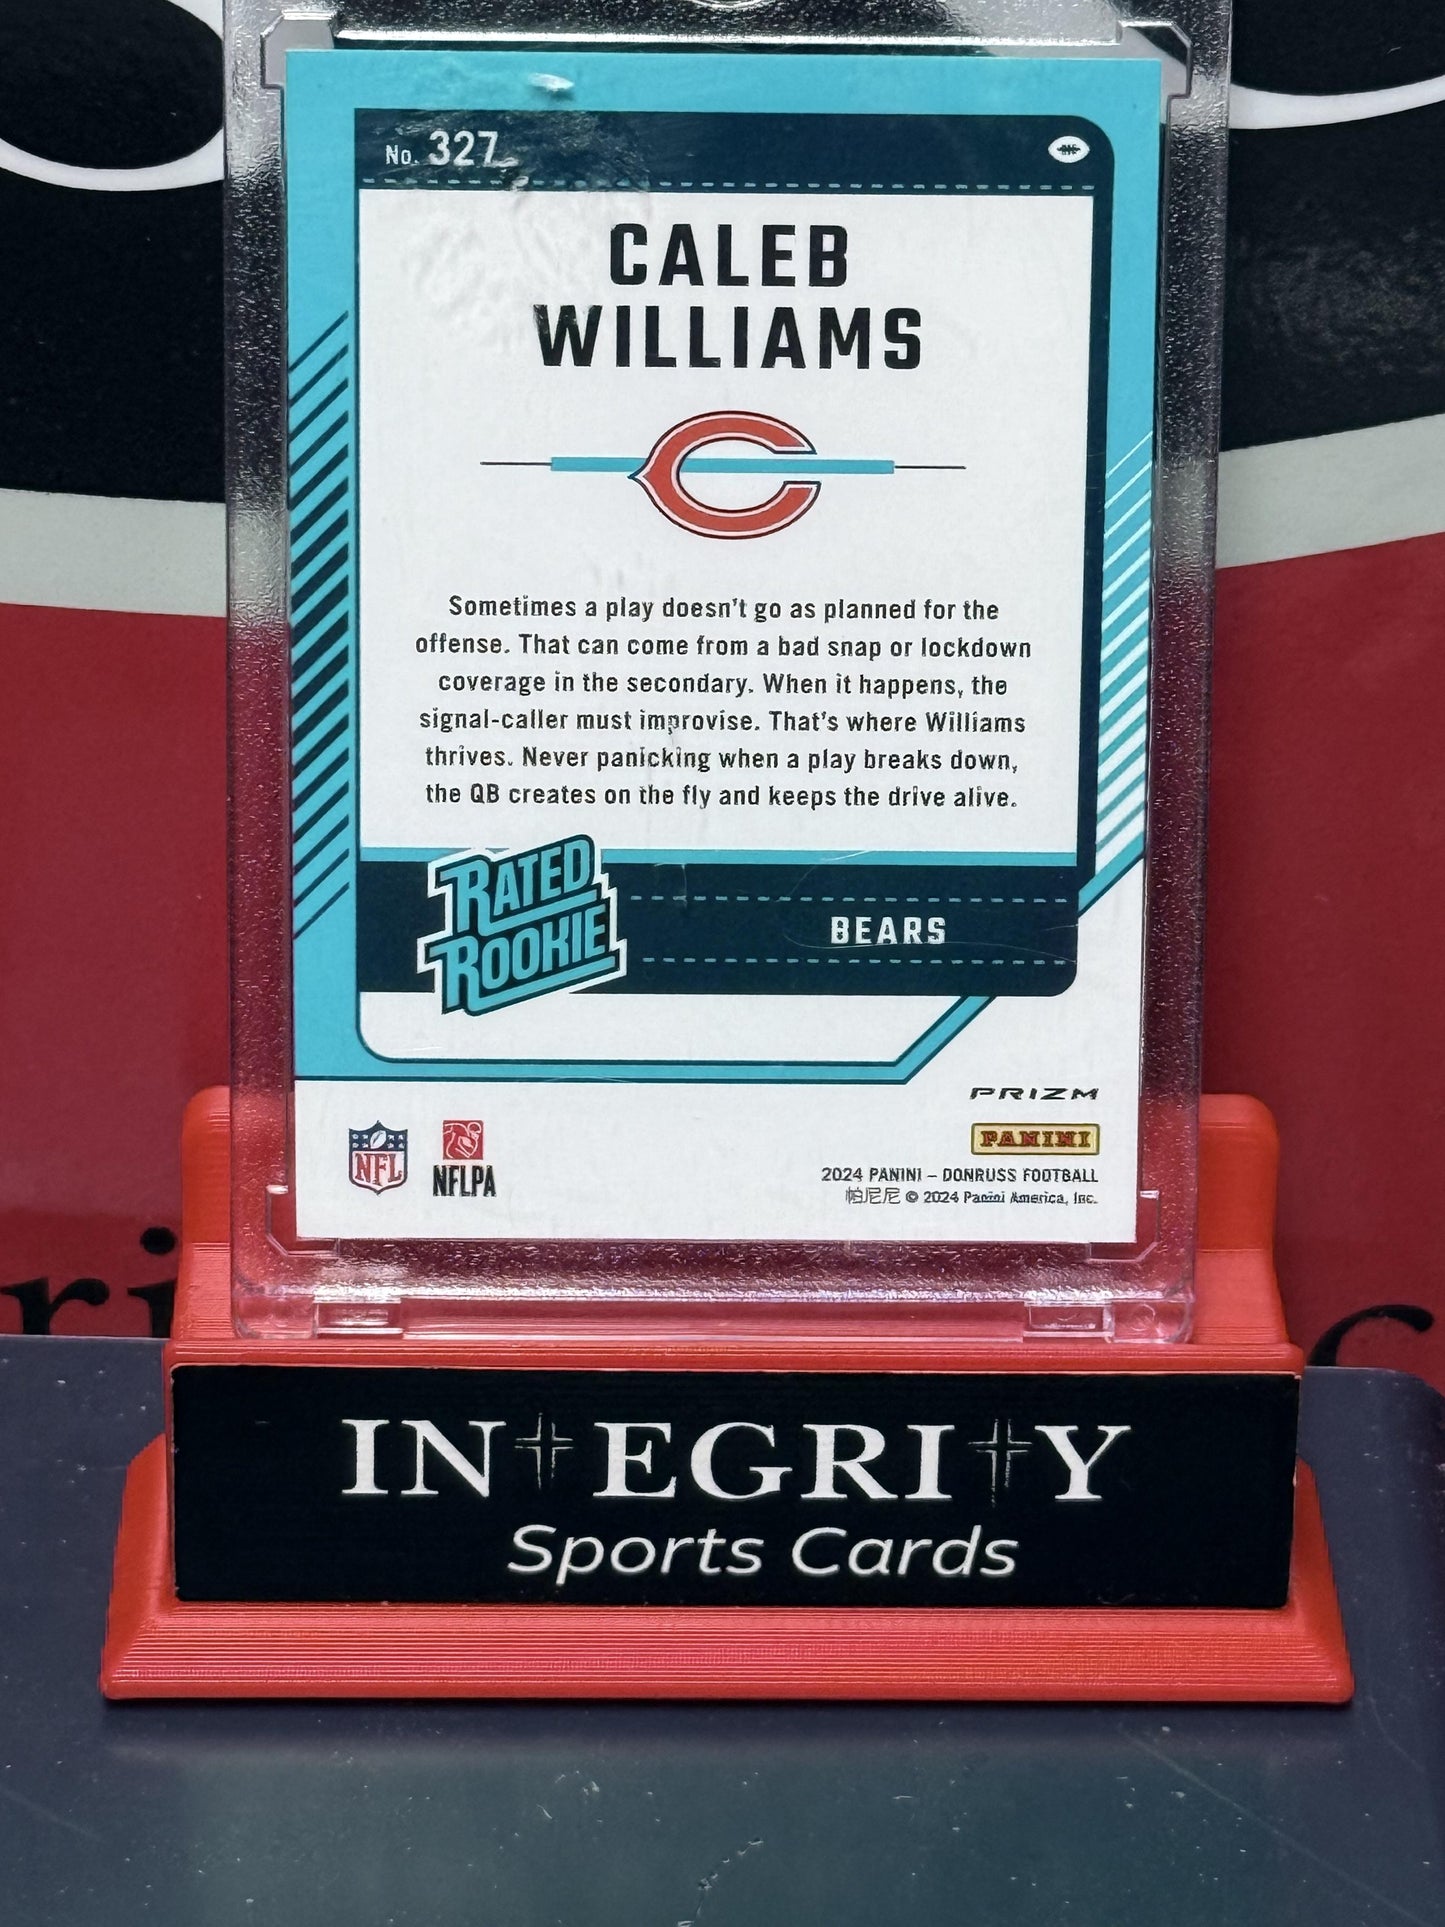 No. 327
CALEB
WILLIAMS
Sometimes a play doesn't go as planned for the
offense. That can come from a bad snap or lockdown
coverage in the secondary. When it happens, the
signal-caller must improvise. That's where Williams
thrives. Never panicking when a play breaks down,
the QB creates on the fly and keeps the drive alive.
RATED
ROOKIE
BEARS
PRIZM
PANINI
NFL
NFLPA
2024 PANINI – DONRUSS FOOTBALL
帕尼尼 © 2024 Panini America, Inc.
ri
INTEGRITY
Sports Cards